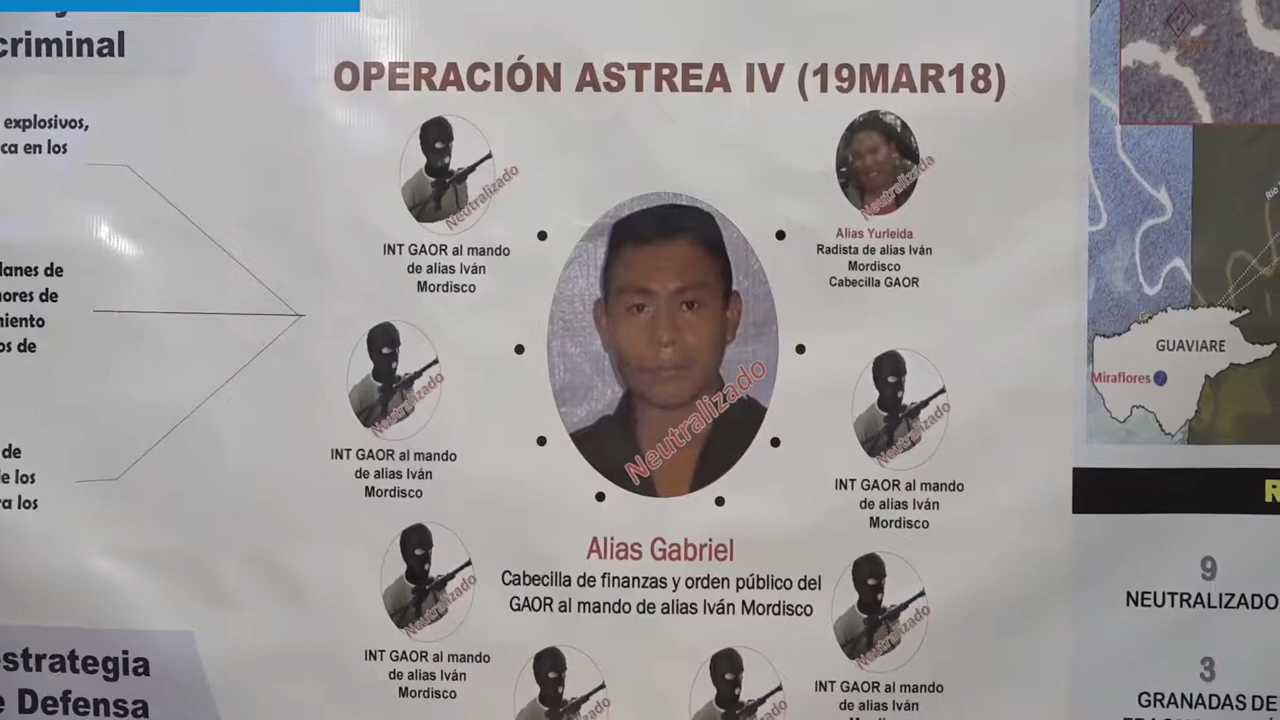 criminal
explosivos,
ca en los
OPERACIÓN ASTREA IV (19MAR18)
Neutralizado
INT GAOR al mando
de alias Iván
Mordisco
Neutralizada
Alias Yurleida
Radista de alias Iván
Mordisco
Cabecilla GAOR
Neutralizado
INT GAOR al mando
de alias Iván
Mordisco
Neutralizado
Alias Gabriel
Cabecilla de finanzas y orden público del
GAOR al mando de alias Iván Mordisco
Neutralizado
INT GAOR al mando
de alias Iván
Mordisco
Neutralizado
INT GAOR al mando
de alias Iván
Mordisco
Neutralizado
INT GAOR al mando
de alias Iván
lanes de
ores de
iento
os de
de
e los
a los
strategia
e Defensa
Río
GUAVIARE
Miraflores
R
9
NEUTRALIZADO
3
GRANADAS DE